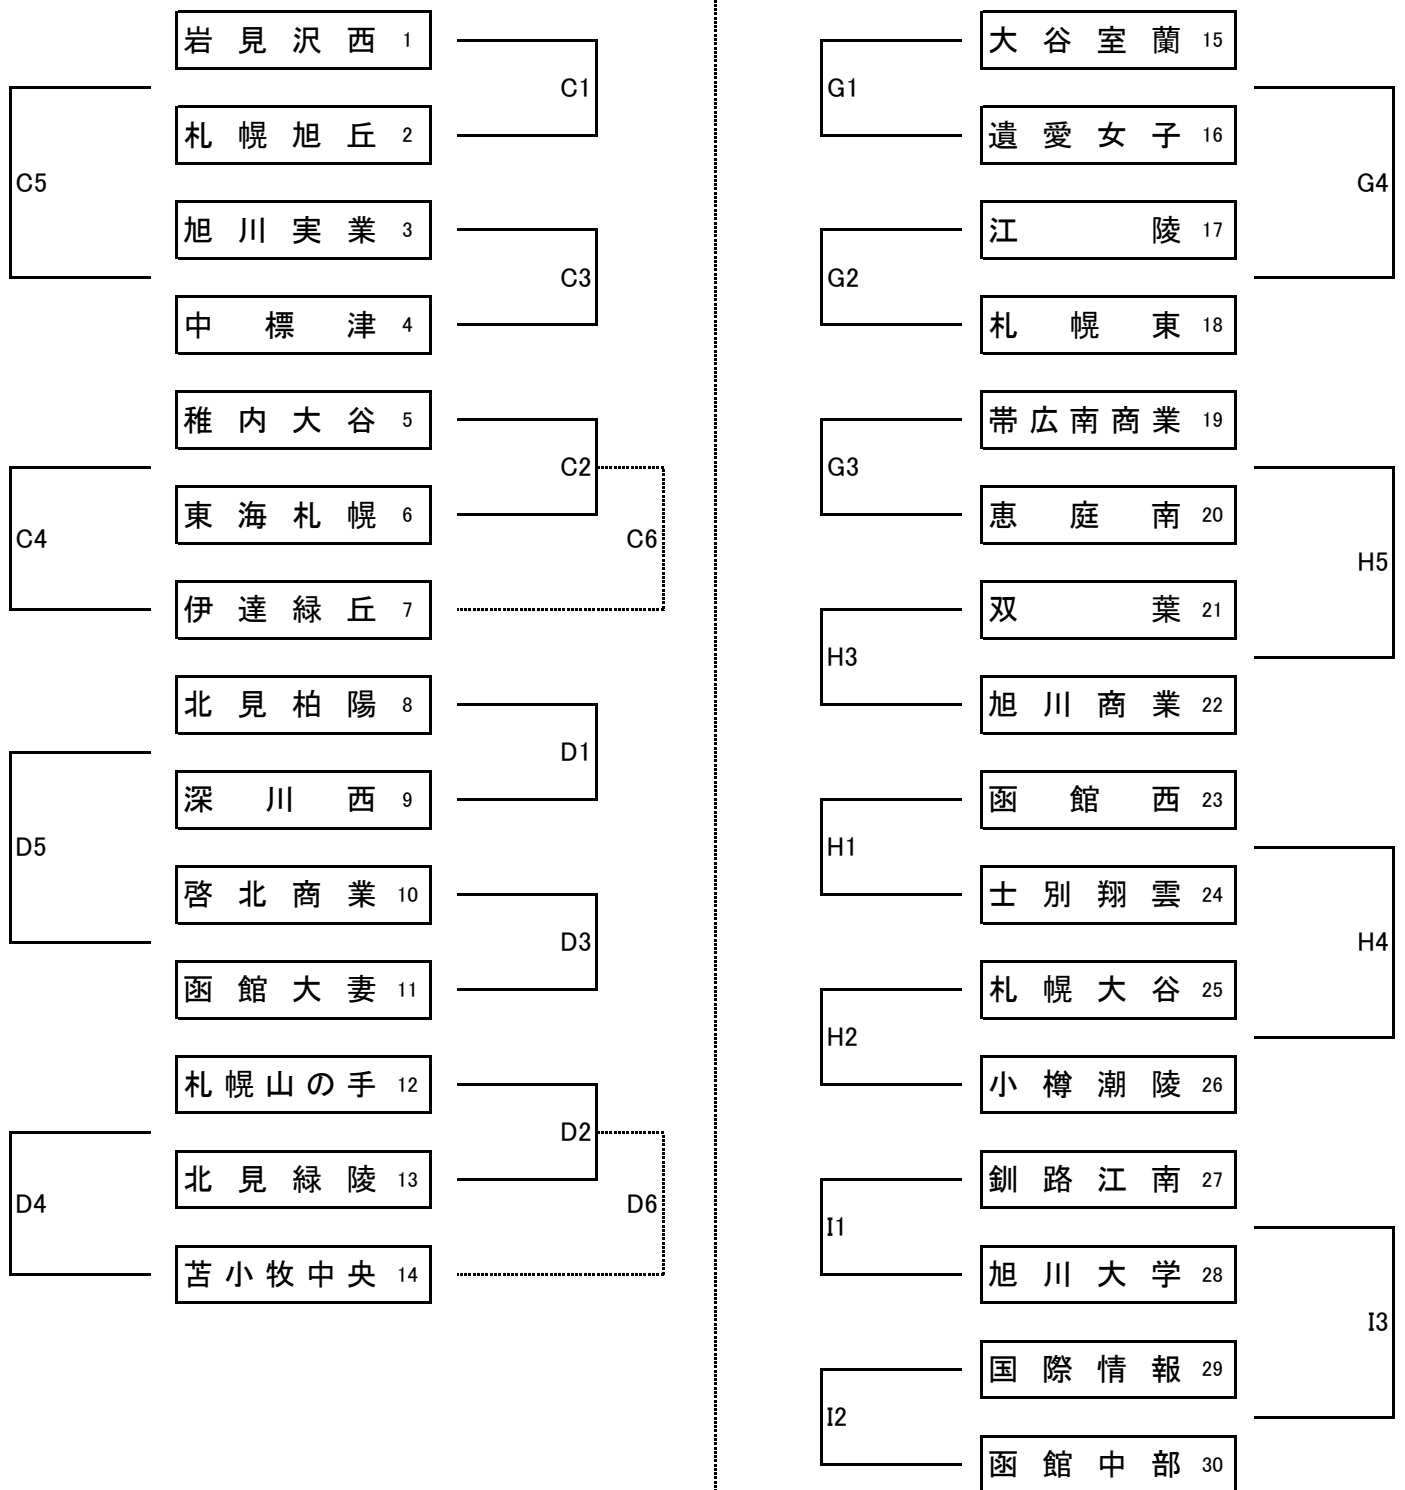 岩見沢西 1
C1
札幌旭丘 2
C5
旭川実業 3
C3
中標津 4
稚内大谷 5
C2
東海札幌 6
C4
C6
伊達緑丘 7
北見柏陽 8
D1
深川西 9
D5
啓北商業 10
D3
函館大妻 11
札幌山の手 12
D2
北見緑陵 13
D4
D6
苫小牧中央 14
大谷室蘭 15
G1
遺愛女子 16
G4
江陵 17
G2
札幌東 18
帯広南商業 19
G3
恵庭南 20
H5
双葉 21
H3
旭川商業 22
函館西 23
H1
士別翔雲 24
H4
札幌大谷 25
H2
小樽潮陵 26
釧路江南 27
I1
旭川大学 28
I3
国際情報 29
I2
函館中部 30